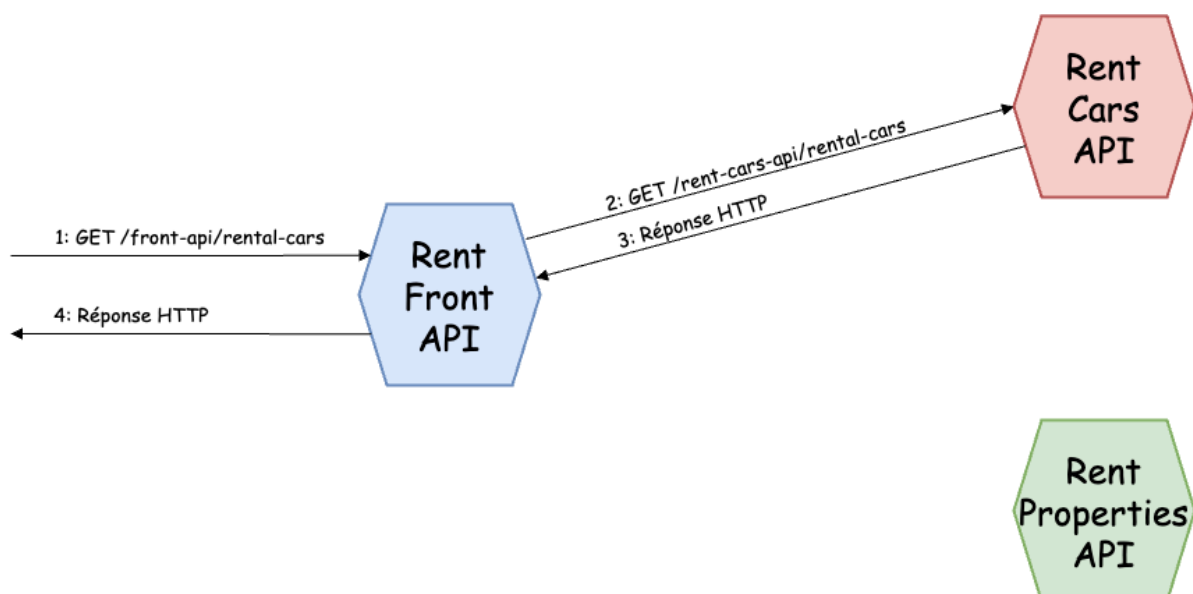 Rent
Cars
API
2: GET /rent-cars-api/rental-cars
3: Réponse HTTP
1: GET /front-api/rental-cars
Rent
Front
API
4: Réponse HTTP
Rent
Properties
API